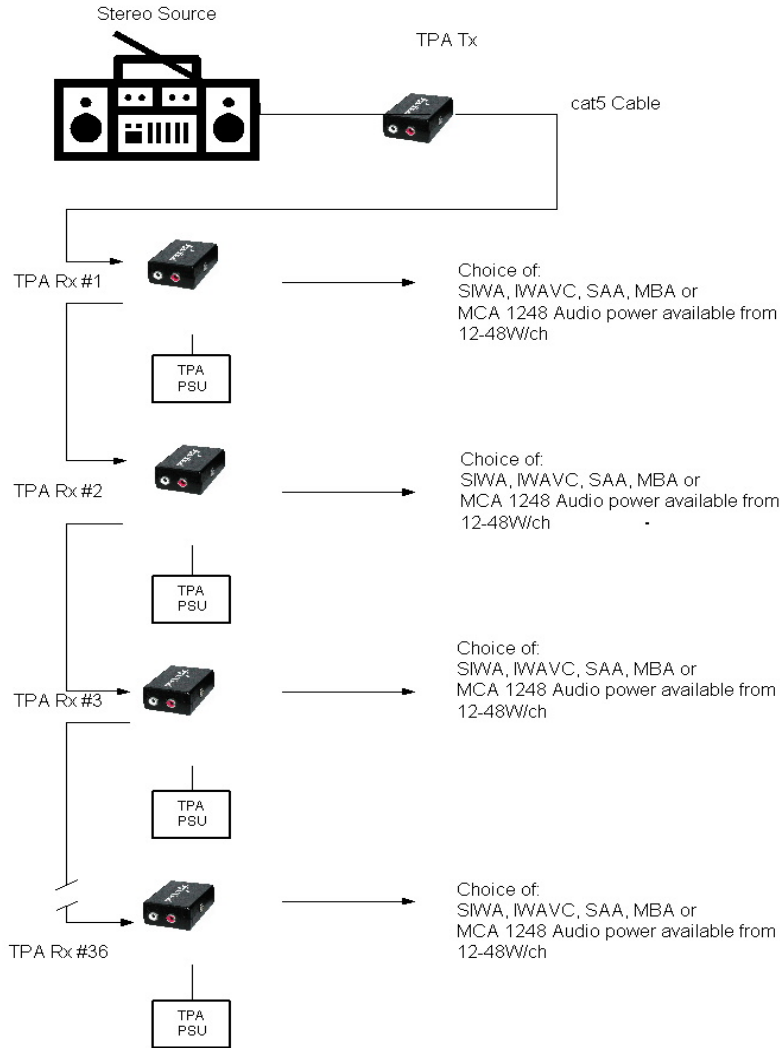 Stereo Source
TPA Tx
cat5 Cable
TPA Rx #1
Choice of:
SIWA, IWAVC, SAA, MBA or
MCA 1248 Audio power available from
12-48W/ch
TPA
PSU
TPA Rx #2
Choice of:
SIWA, IWAVC, SAA, MBA or
MCA 1248 Audio power available from
12-48W/ch -
TPA
PSU
TPA Rx #3
Choice of:
SIWA, IWAVC, SAA, MBA or
MCA 1248 Audio power available from
12-48W/ch
TPA
PSU
TPA Rx #36
Choice of:
SIWA, IWAVC, SAA, MBA or
MCA 1248 Audio power available from
12-48W/ch
TPA
PSU